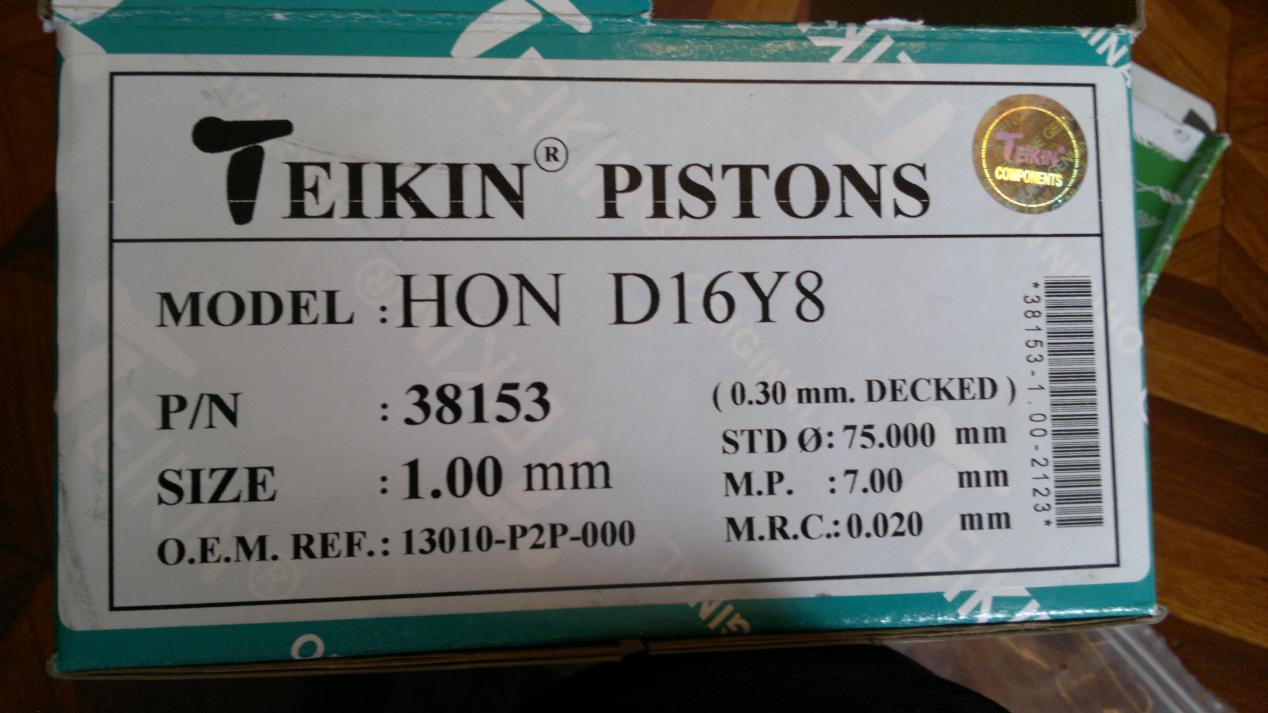 TEIKIN® PISTONS
TEIKIN®
COMPONENTS
MODEL : HON D16Y8
P/N : 38153
SIZE : 1.00 mm
O.E.M. REF.: 13010-P2P-000
( 0.30 mm. DECKED )
STD Ø: 75.000 mm
M.P. : 7.00 mm
M.R.C.: 0.020 mm
*38153-1.00-2123*